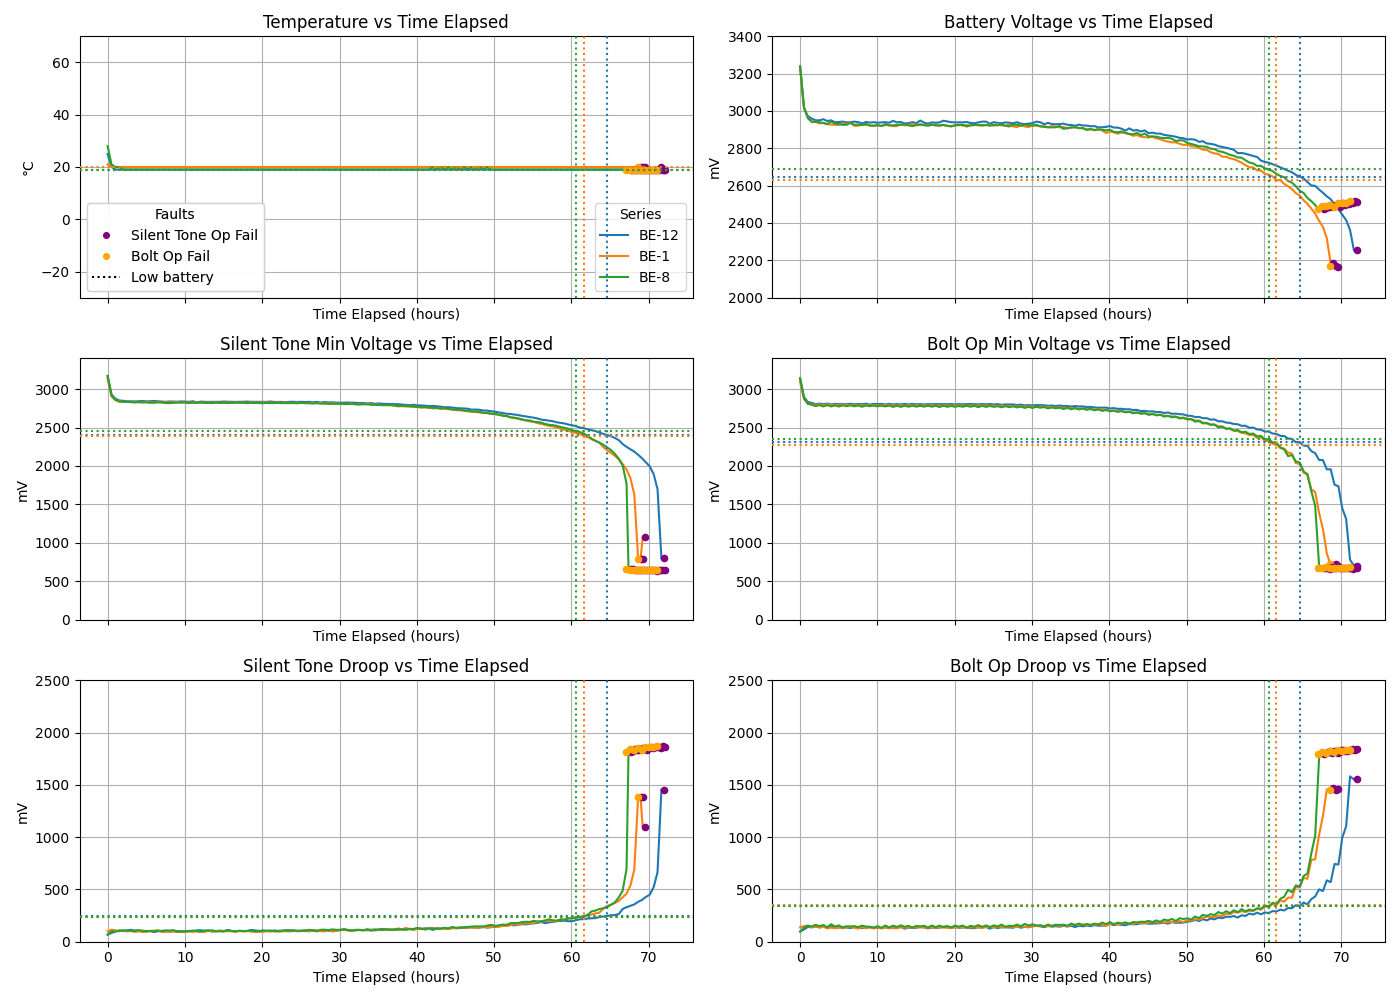 Temperature vs Time Elapsed
60
40
20
0
−20
°C
Faults
Silent Tone Op Fail
Bolt Op Fail
Low battery
Series
BE-12
BE-1
BE-8
Time Elapsed (hours)
Battery Voltage vs Time Elapsed
3400
3200
3000
2800
2600
2400
2200
2000
mV
Time Elapsed (hours)
Silent Tone Min Voltage vs Time Elapsed
3000
2500
2000
1500
1000
500
0
mV
Time Elapsed (hours)
Bolt Op Min Voltage vs Time Elapsed
3000
2500
2000
1500
1000
500
0
mV
Time Elapsed (hours)
Silent Tone Droop vs Time Elapsed
2500
2000
1500
1000
500
0
mV
0 10 20 30 40 50 60 70
Time Elapsed (hours)
Bolt Op Droop vs Time Elapsed
2500
2000
1500
1000
500
0
mV
0 10 20 30 40 50 60 70
Time Elapsed (hours)